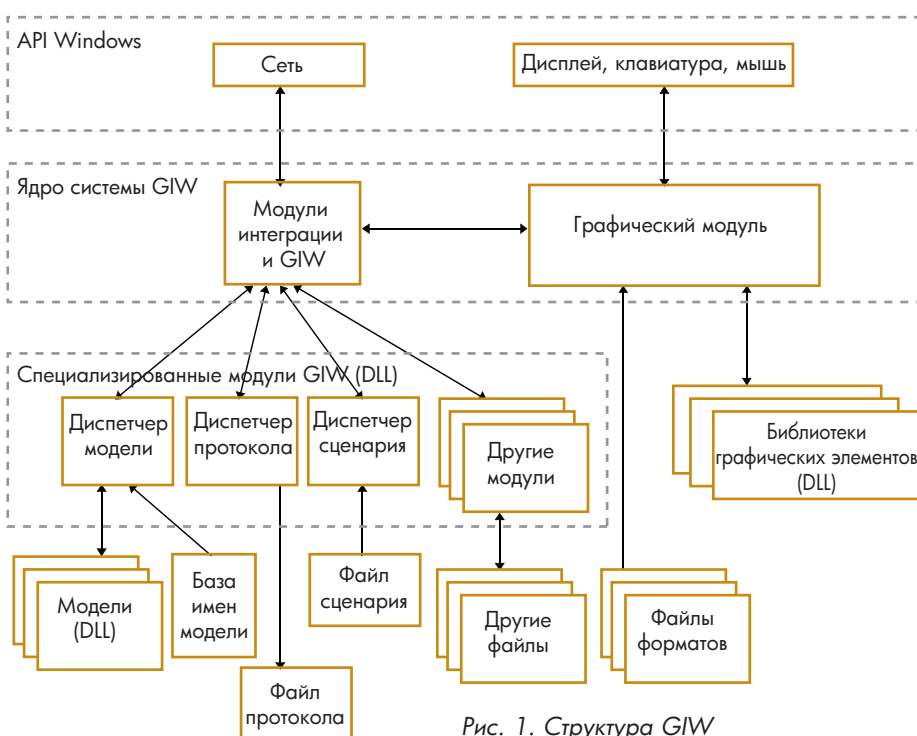 API Windows
Сеть
Дисплей, клавиатура, мышь
Ядро системы GIW
Модули
интеграции
и GIW
Графический модуль
Специализированные модули GIW (DLL)
Диспетчер
модели
Диспетчер
протокола
Диспетчер
сценария
Другие
модули
Библиотеки
графических элементов
(DLL)
Модели
(DLL)
База
имен
модели
Файл
сценария
Другие
файлы
Файлы
форматов
Файл
протокола
Рис. 1. Структура GIW